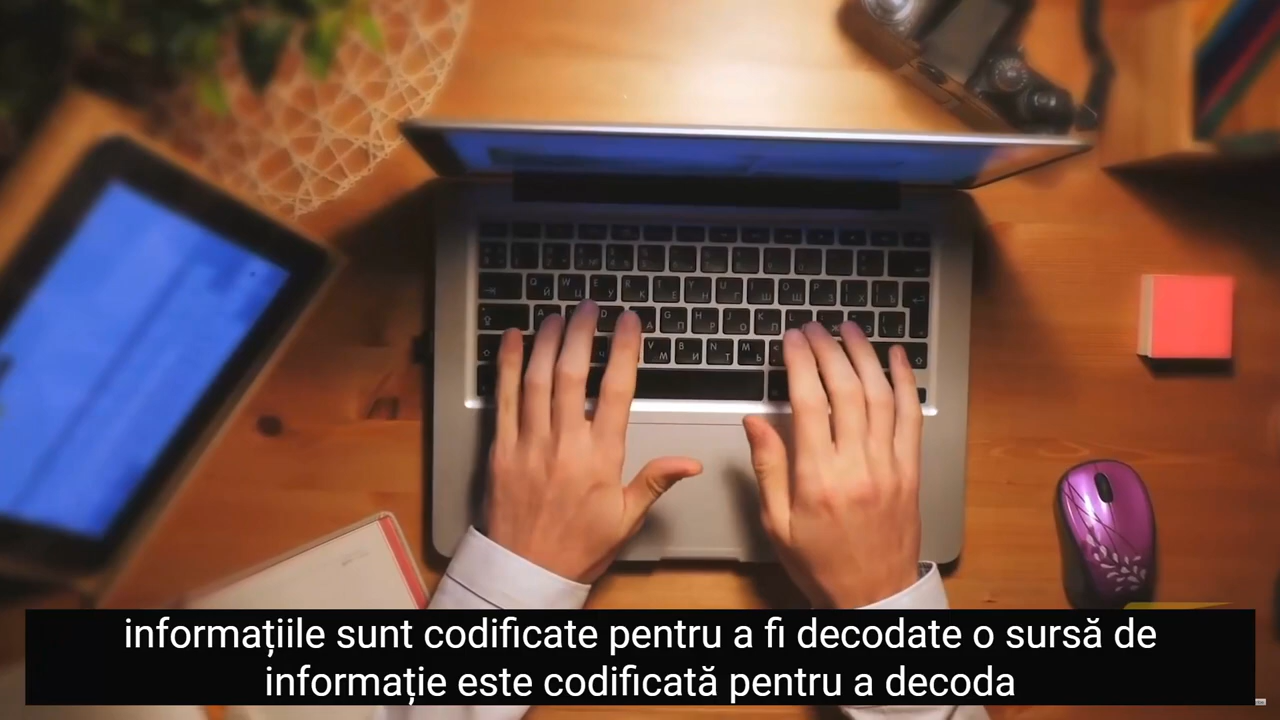 informațiile sunt codificate pentru a fi decodate o sursă de
informație este codificată pentru a decoda